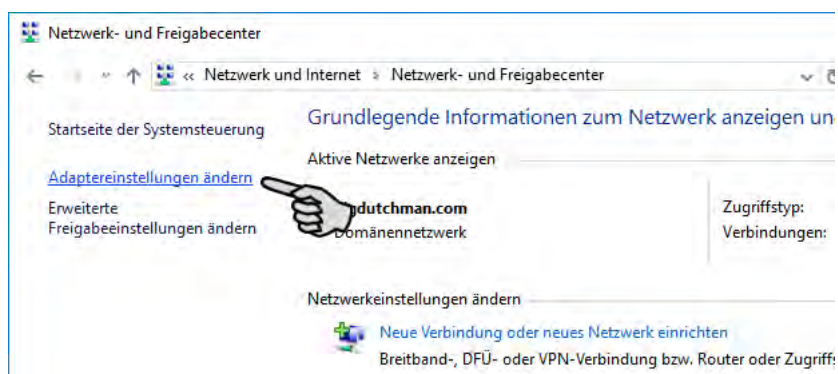 Netzwerk- und Freigabecenter
« Netzwerk und Internet > Netzwerk- und Freigabecenter
Startseite der Systemsteuerung
Grundlegende Informationen zum Netzwerk anzeigen un
Adaptereinstellungen ändern
Aktive Netzwerke anzeigen
Erweiterte
Freigabeeinstellungen ändern
dutchman.com
Domänennetzwerk
Zugriffstyp:
Verbindungen:
Netzwerkeinstellungen ändern
Neue Verbindung oder neues Netzwerk einrichten
Breitband-, DFÜ- oder VPN-Verbindung bzw. Router oder Zugriffs